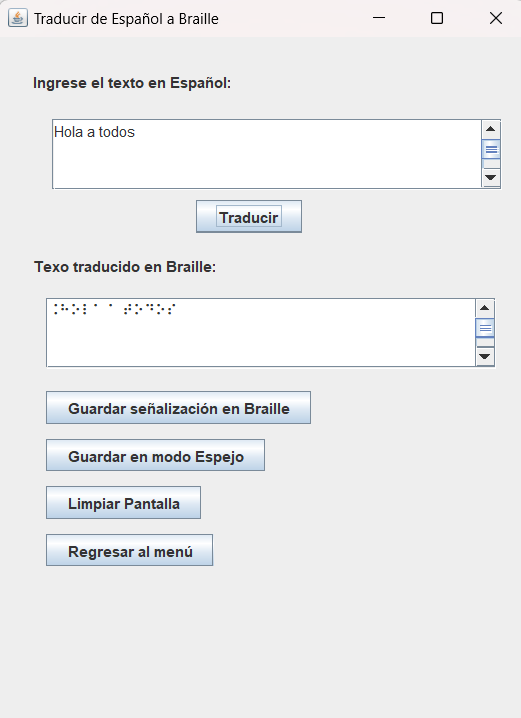 Traducir de Español a Braille
Ingrese el texto en Español:
Hola a todos
Traducir
Texo traducido en Braille:
⠨⠓⠕⠇⠁ ⠁ ⠞⠕⠙⠕⠎
Guardar señalización en Braille
Guardar en modo Espejo
Limpiar Pantalla
Regresar al menú